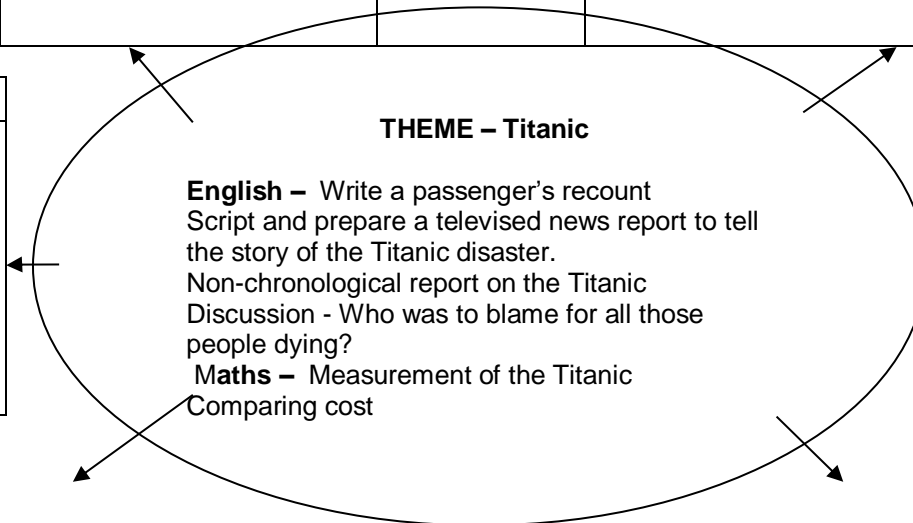 THEME – Titanic
English – Write a passenger’s recount
Script and prepare a televised news report to tell
the story of the Titanic disaster.
Non-chronological report on the Titanic
Discussion - Who was to blame for all those
people dying?
Maths – Measurement of the Titanic
Comparing cost